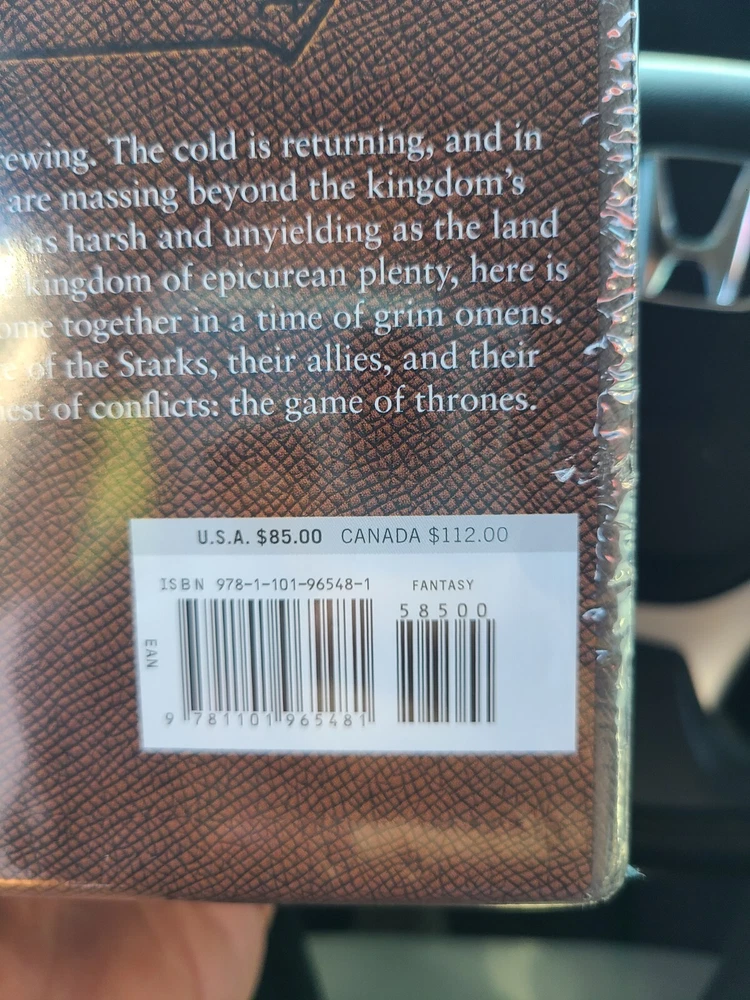 rewing. The cold is returning, and in
are massing beyond the kingdom's
as harsh and unyielding as the land
kingdom of epicurean plenty, here is
together in a time of grim omens.
of the Starks, their allies, and their
of conflicts: the game of thrones.
U.S.A. $85.00 CANADA $112.00
ISBN 978-1-101-96548-1 FANTASY
58500
EAN
9 781101 965481